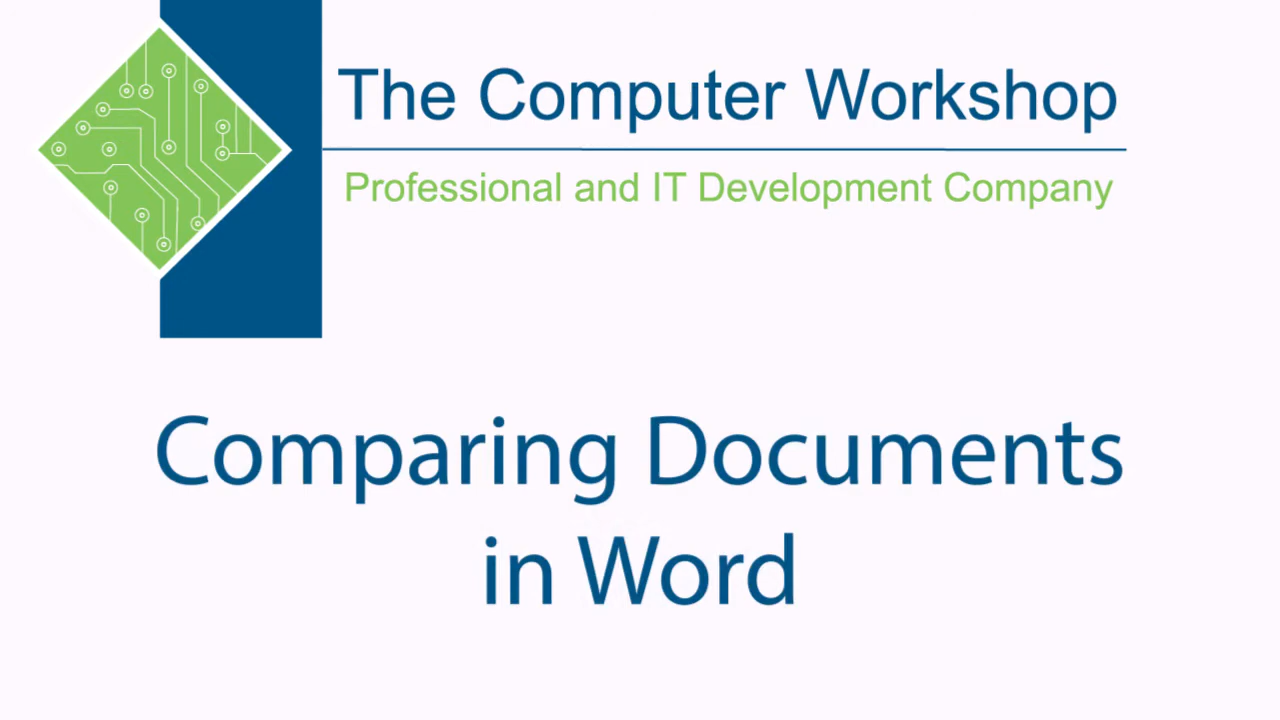 The Computer Workshop
Professional and IT Development Company
Comparing Documents
in Word